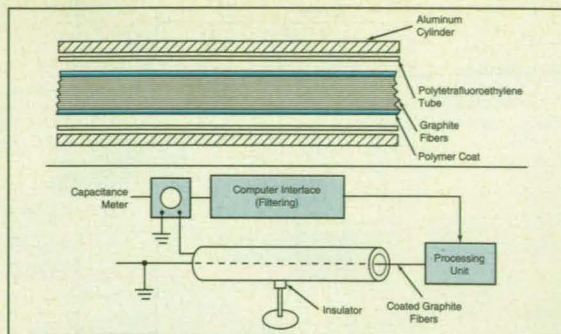 Aluminum
Cylinder
Polytetrafluoroethylene
Tube
Graphite
Fibers
Polymer Coat
Capacitance
Meter
Computer Interface
(Filtering)
Processing
Unit
Insulator
Coated Graphite
Fibers